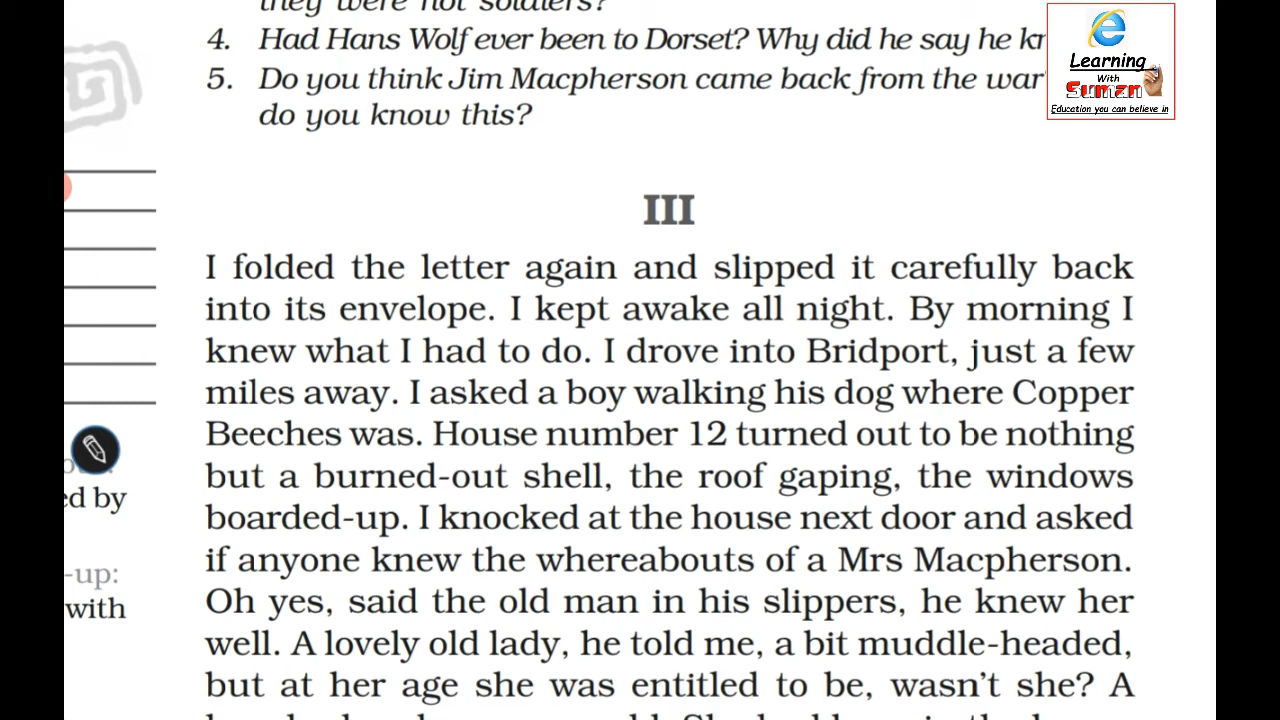 they were not soldiers?
4. Had Hans Wolf ever been to Dorset? Why did he say he
5. Do you think Jim Macpherson came back from the war
do you know this?
Learning
With
Suman
Education you can believe in
III
I folded the letter again and slipped it carefully back
into its envelope. I kept awake all night. By morning I
knew what I had to do. I drove into Bridport, just a few
miles away. I asked a boy walking his dog where Copper
Beeches was. House number 12 turned out to be nothing
but a burned-out shell, the roof gaping, the windows
boarded-up. I knocked at the house next door and asked
if anyone knew the whereabouts of a Mrs Macpherson.
Oh yes, said the old man in his slippers, he knew her
well. A lovely old lady, he told me, a bit muddle-headed,
but at her age she was entitled to be, wasn't she? A
ed by
-up:
with